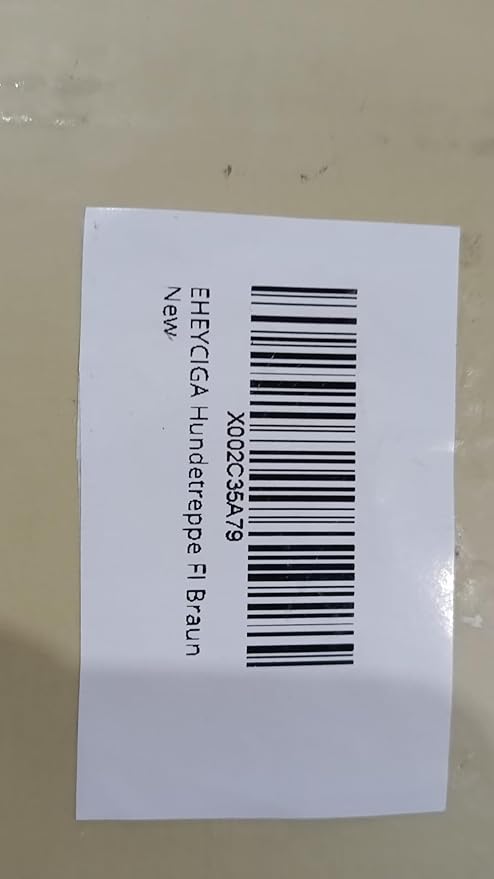 X002C35A79
EHEYCIGA Hundetreppe Fl Braun
New